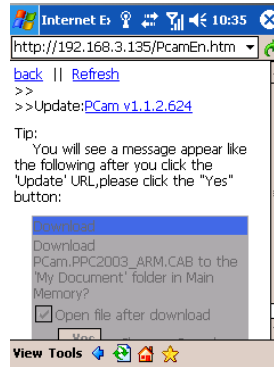 Internet E
10:35
http://192.168.3.135/PcamEn.htm
back || Refresh
>>
>>Update:PCam v1.1.2.624
Tip:
You will see a message appear like
the following after you click the
'Update' URL,please click the "Yes"
button:
Download
Download
PCam.PPC2003_ARM.CAB to the
'My Document' folder in Main
Memory?
Open file after download
Yes
View Tools